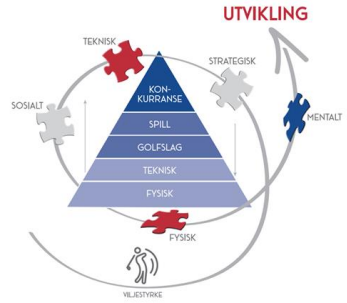 UTVIKLING
TEKNISK
STRATEGISK
SOSIALT
MENTALT
KON-
KURRANSE
SPILL
GOLFSLAG
TEKNISK
FYSISK
FYSISK
VILJESTYRKE